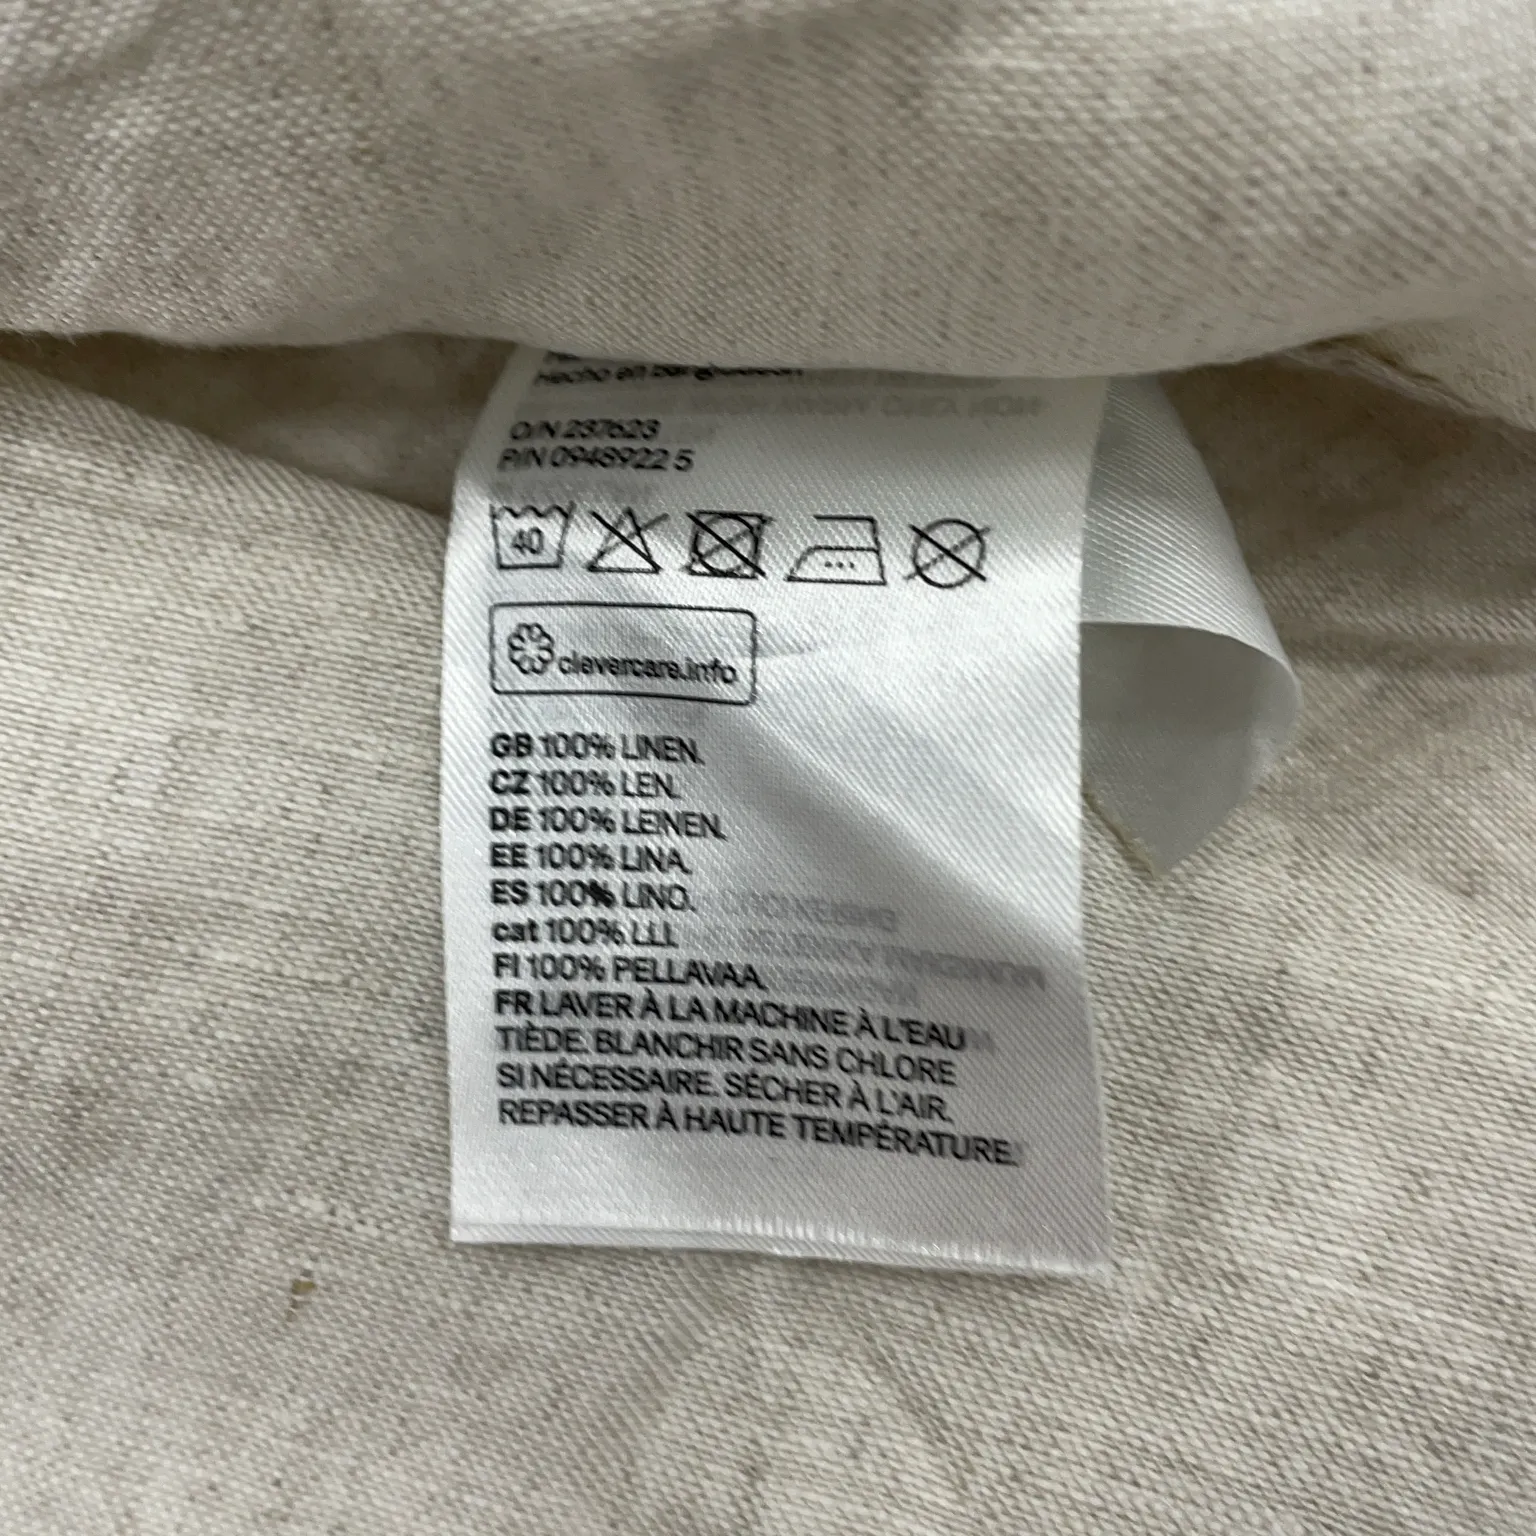 Hecho en Bangladesh
O/N 237623
P/N 0948922 5
40
clevercare.info
GB 100% LINEN.
CZ 100% LEN.
DE 100% LEINEN.
EE 100% LINA.
ES 100% LINO.
cat 100% LLI.
FI 100% PELLAVAA.
FR LAVER À LA MACHINE À L'EAU
TIÈDE. BLANCHIR SANS CHLORE
SI NÉCESSAIRE. SÉCHER À L'AIR.
REPASSER À HAUTE TEMPÉRATURE.